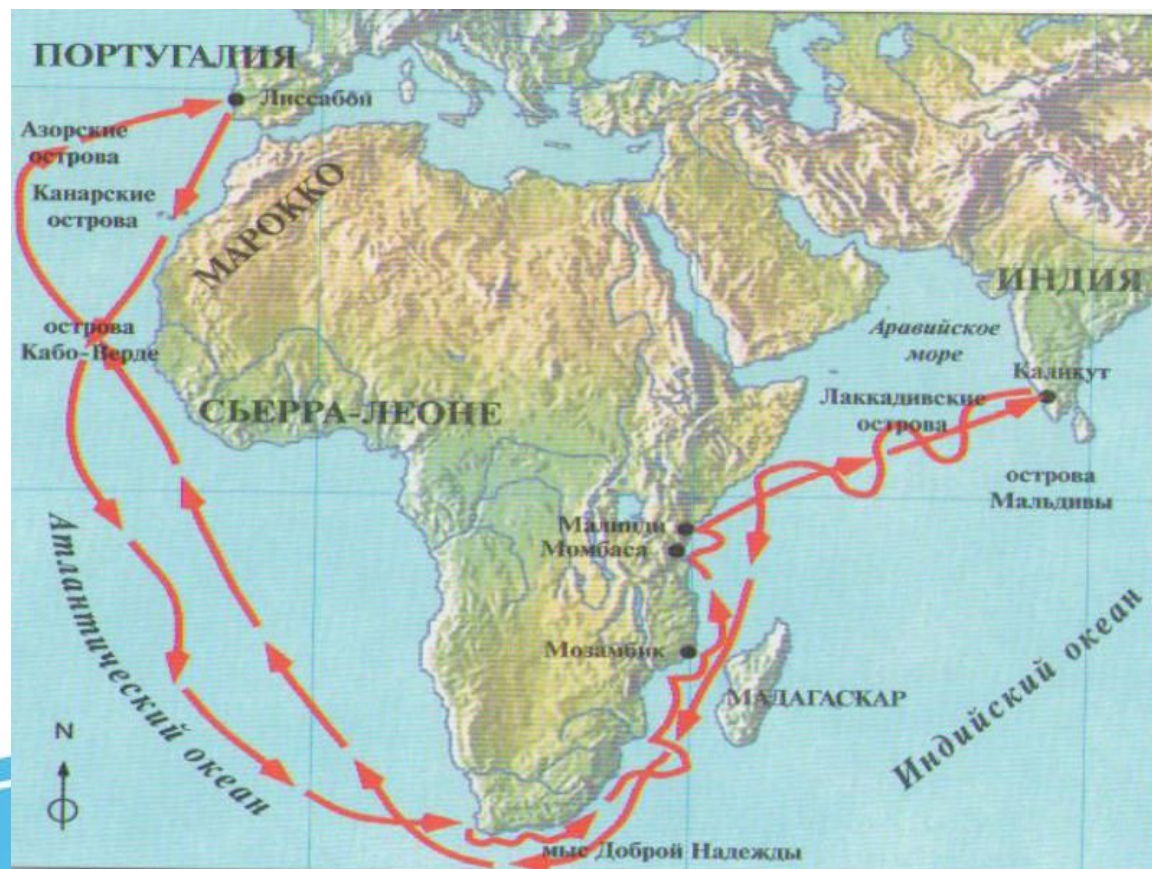 ПОРТУГАЛИЯ
Лиссабон
Азорские
острова
Канарские
острова
МАРОККО
ИНДИЯ
острова
Кабо-Верде
Аравийское
море
Каликут
Лаккадивские
острова
СЬЕРРА-ЛЕОНЕ
острова
Мальдивы
Малинди
Момбаса
Атлантический океан
Мозамбик
МАДАГАСКАР
Индийский океан
N
мыс Доброй Надежды